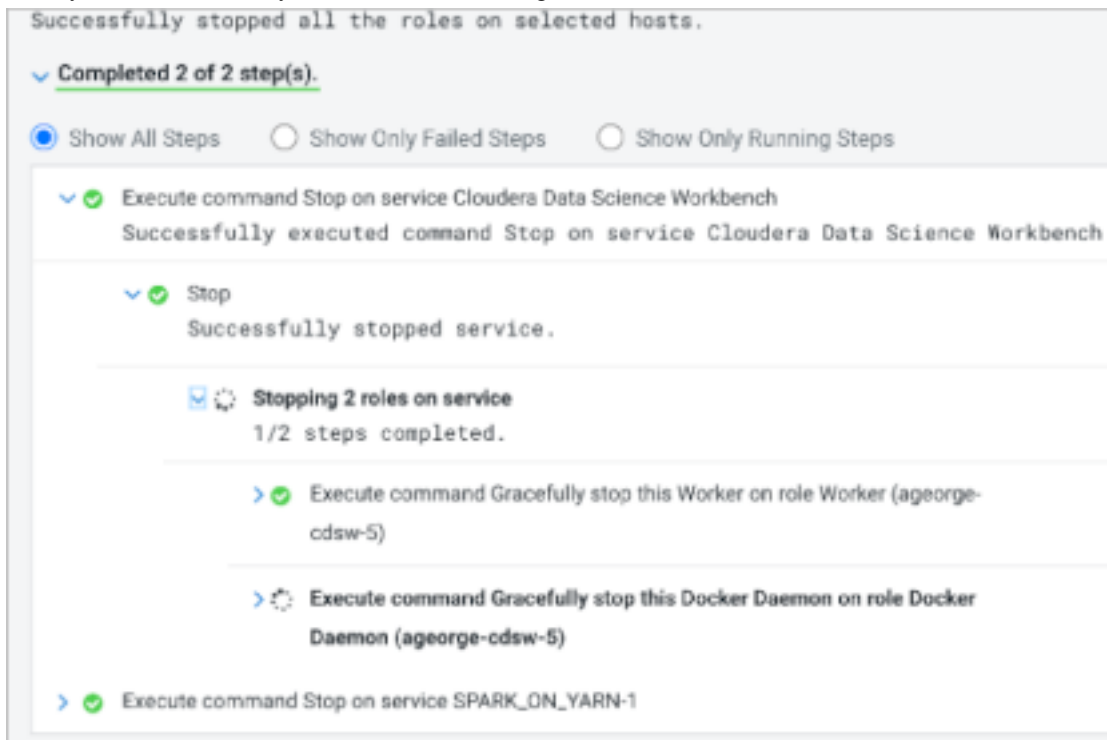 Successfully stopped all the roles on selected hosts.
Completed 2 of 2 step(s).
Show All Steps Show Only Failed Steps Show Only Running Steps
Execute command Stop on service Cloudera Data Science Workbench
Successfully executed command Stop on service Cloudera Data Science Workbench
Stop
Successfully stopped service.
Stopping 2 roles on service
1/2 steps completed.
Execute command Gracefully stop this Worker on role Worker (ageorge-
cdsw-5)
Execute command Gracefully stop this Docker Daemon on role Docker
Daemon (ageorge-cdsw-5)
Execute command Stop on service SPARK_ON_YARN-1